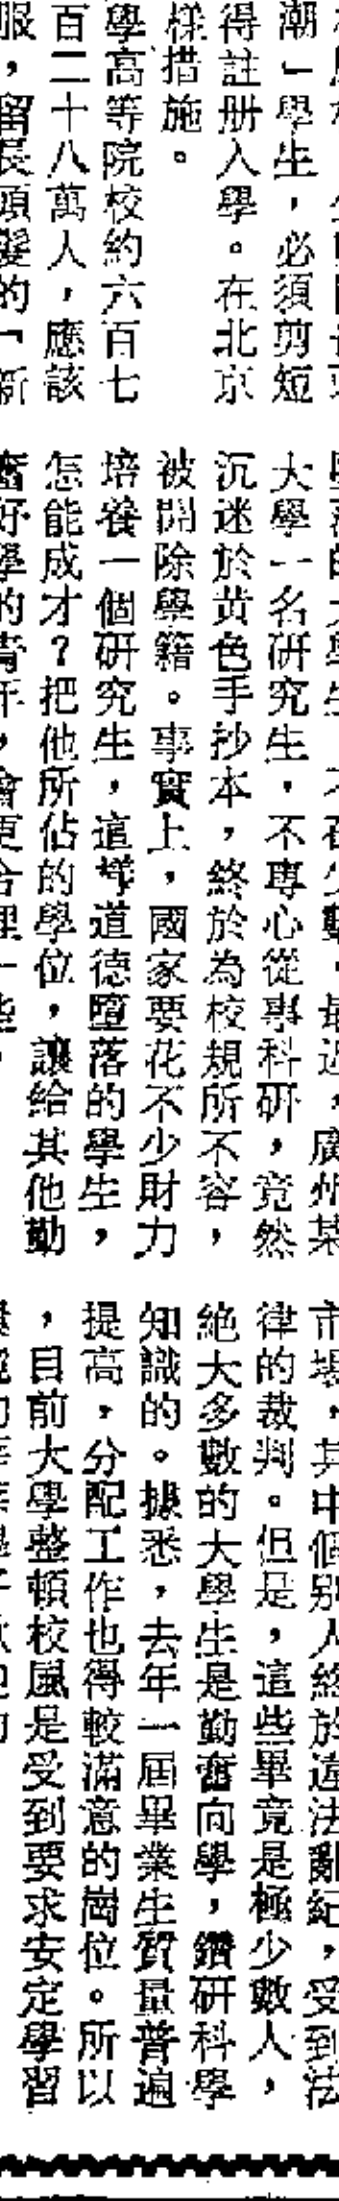 潮﹂學生，必須剪短
得註册入學。在北京
樣措施。
學高等院校約六百七
百二十八萬人，應該
服，留長頭髮的﹁新
大學一名研究生，不專心從事科研，竟然
沉迷於黄色手抄本，終於為校規所不容，
被開除學籍。事實上，國家要花不少財力
培養一個研究生，這樣道德墮落的學生，
怎能成才？把他所佔的學位，讓給其他勤
奮好學的青年，會更合理一些。
市場，其中個别人終於違法亂紀，受到法
律的裁判。但是，這些畢竟是極少數人，
絶大多數的大學生是勤奮向學，鑽研科學
知識的。據悉，去年一屆畢業生質量普遍
提高，分配工作也得較滿意的崗位。所以
，目前大學整頓校風是受到要求安定學習